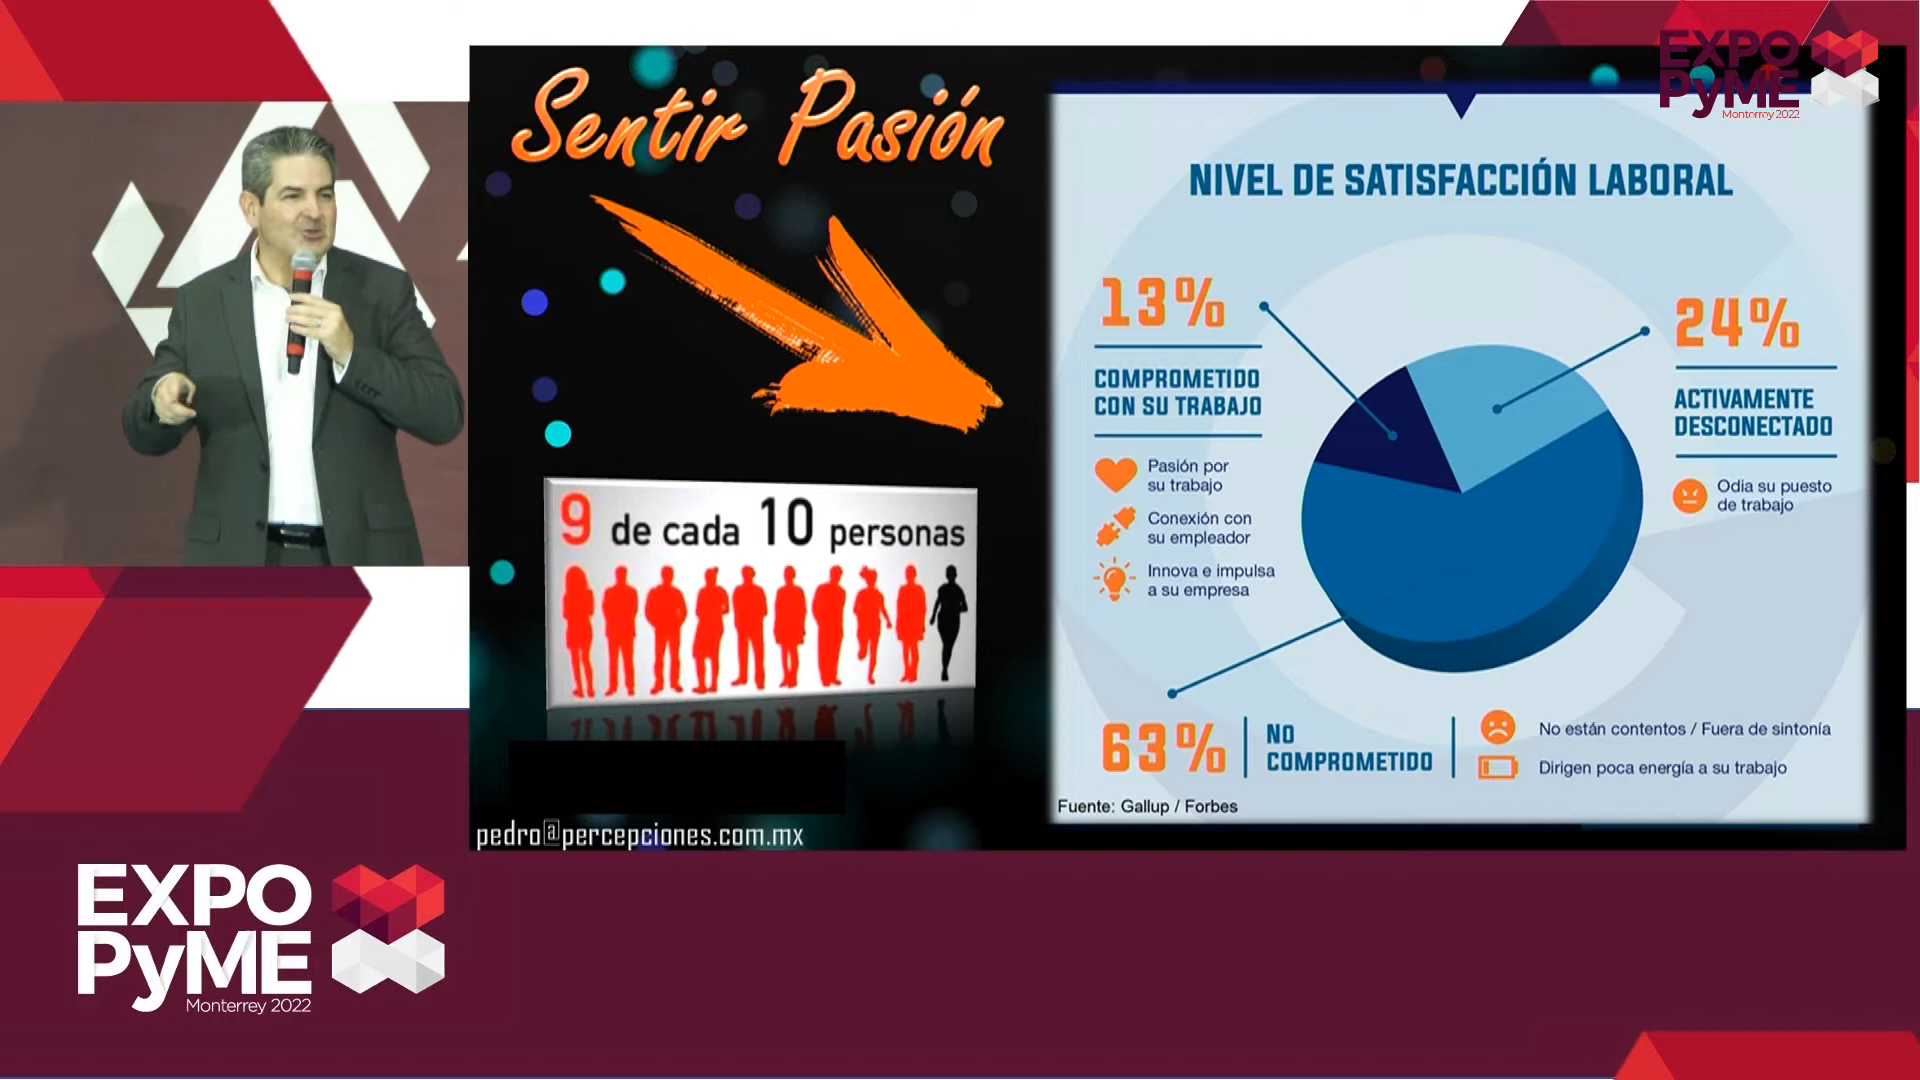 Sentir Pasión
9 de cada 10 personas
pedro@percepciones.com.mx
NIVEL DE SATISFACCIÓN LABORAL
13%
COMPROMETIDO
CON SU TRABAJO
Pasión por
su trabajo
Conexión con
su empleador
Innova e impulsa
a su empresa
24%
ACTIVAMENTE
DESCONECTADO
Odia su puesto
de trabajo
63%
NO
COMPROMETIDO
No están contentos / Fuera de sintonía
Dirigen poca energía a su trabajo
Fuente: Gallup / Forbes
EXPO
PyME
Monterrey 2022
EXPO
PyME
Monterrey 2022